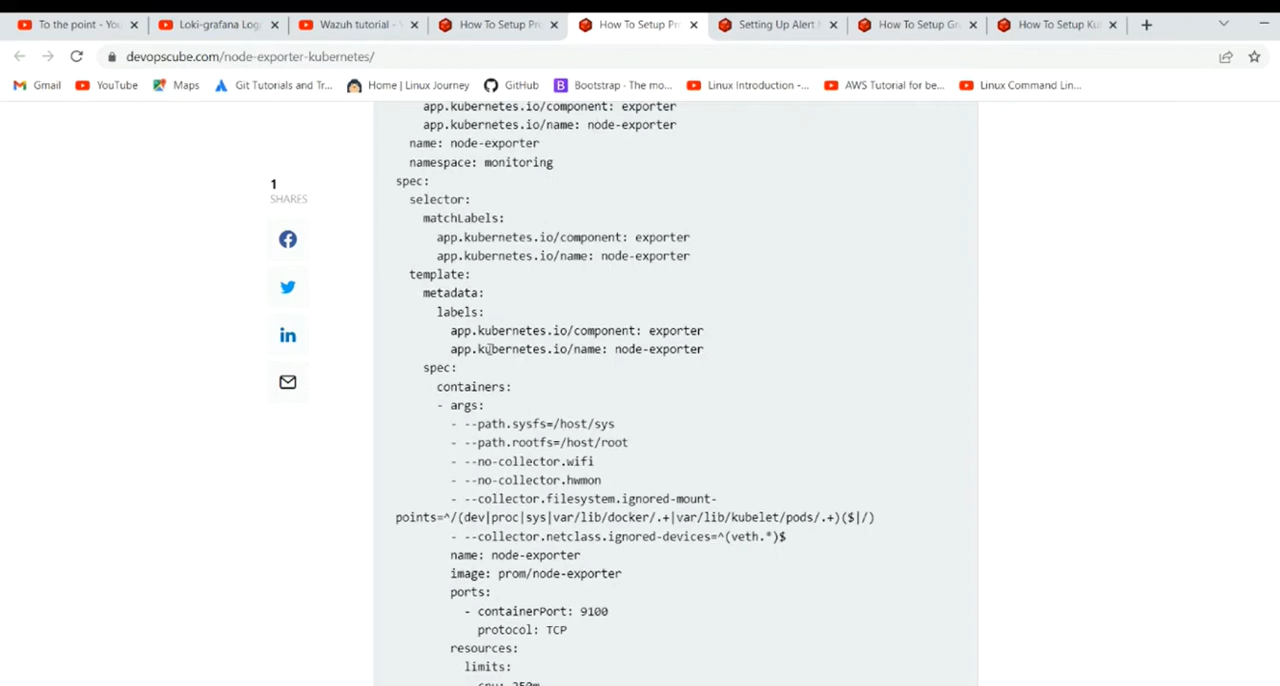 To the point - You
Loki-grafana Log
Wazuh tutorial -
How To Setup Pro
How To Setup Pr
Setting Up Alert
How To Setup Gr
How To Setup Ku
devopscube.com/node-exporter-kubernetes/
Gmail
YouTube
Maps
Git Tutorials and Tr...
Home | Linux Journey
GitHub
Bootstrap · The mo...
Linux Introduction -...
AWS Tutorial for be...
Linux Command Lin...
app.kubernetes.io/component: exporter
app.kubernetes.io/name: node-exporter
name: node-exporter
namespace: monitoring
spec:
selector:
matchLabels:
app.kubernetes.io/component: exporter
app.kubernetes.io/name: node-exporter
template:
metadata:
labels:
app.kubernetes.io/component: exporter
app.kubernetes.io/name: node-exporter
spec:
containers:
- args:
- --path.sysfs=/host/sys
- --path.rootfs=/host/root
- --no-collector.wifi
- --no-collector.hwmon
- --collector.filesystem.ignored-mount-
points=^/(dev|proc|sys|var/lib/docker/.+|var/lib/kubelet/pods/.+)($|/)
- --collector.netclass.ignored-devices=^(veth.*)$
name: node-exporter
image: prom/node-exporter
ports:
- containerPort: 9100
protocol: TCP
resources:
limits:
cpu: 250m
1
SHARES